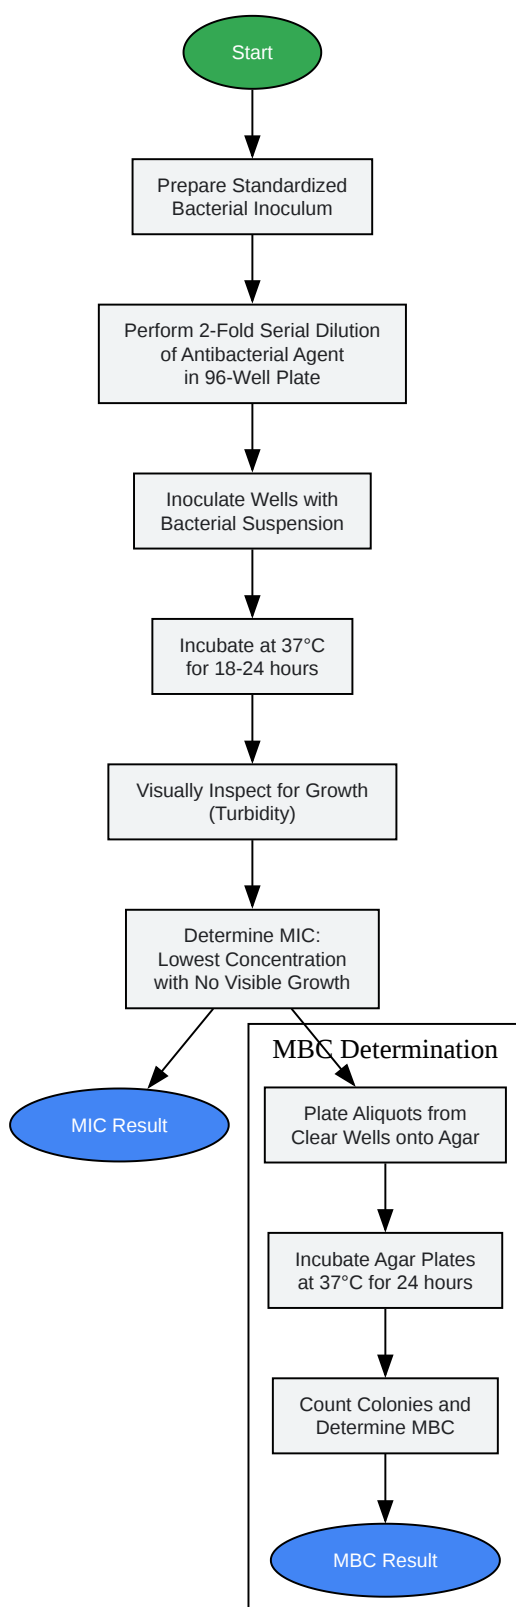 Start
Prepare Standardized
Bacterial Inoculum
Perform 2-Fold Serial Dilution
of Antibacterial Agent
in 96-Well Plate
Inoculate Wells with
Bacterial Suspension
Incubate at 37°C
for 18-24 hours
Visually Inspect for Growth
(Turbidity)
Determine MIC:
Lowest Concentration
with No Visible Growth
MIC Result
MBC Determination
Plate Aliquots from
Clear Wells onto Agar
Incubate Agar Plates
at 37°C for 24 hours
Count Colonies and
Determine MBC
MBC Result